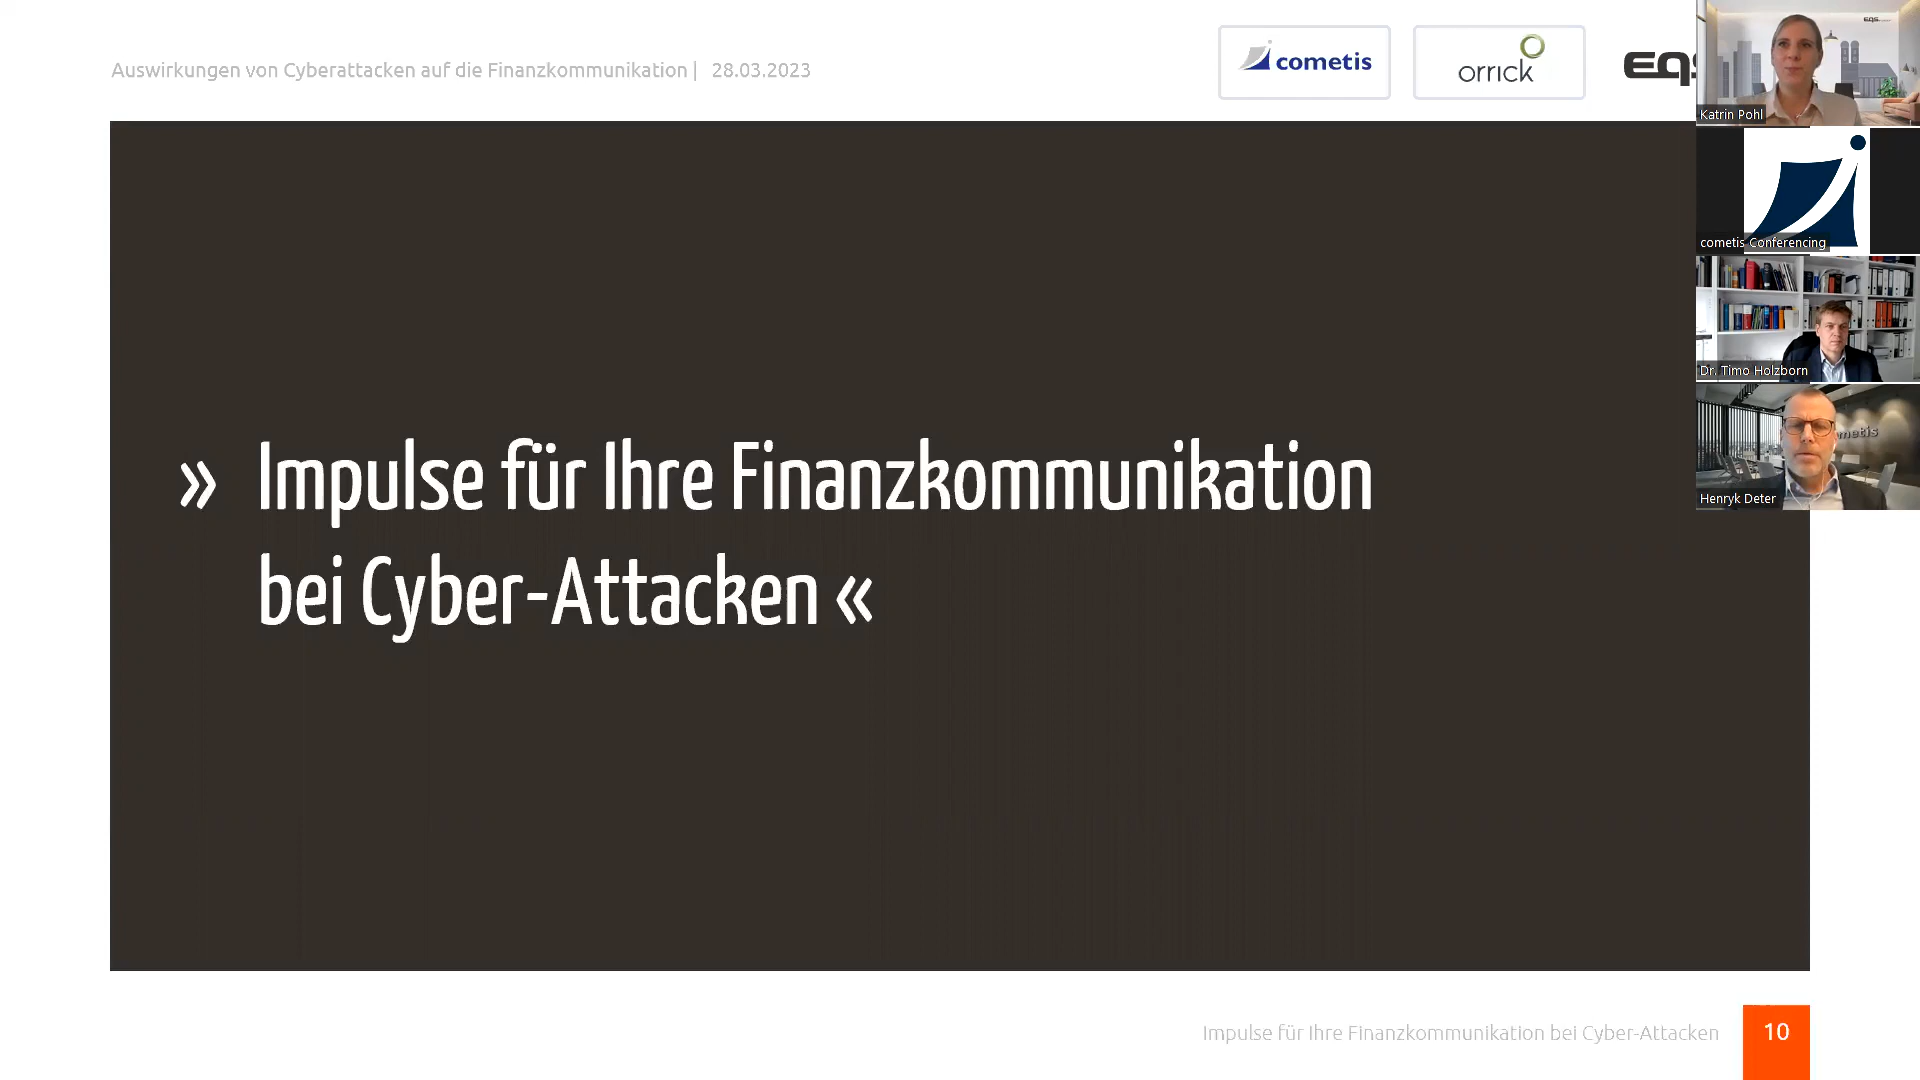 Auswirkungen von Cyberattacken auf die Finanzkommunikation | 28.03.2023
cometis
orrick
Katrin Pohl
cometis Conferencing
Dr. Timo Holzborn
Henryk Deter
» Impulse für Ihre Finanzkommunikation
bei Cyber-Attacken «
Impulse für Ihre Finanzkommunikation bei Cyber-Attacken
10